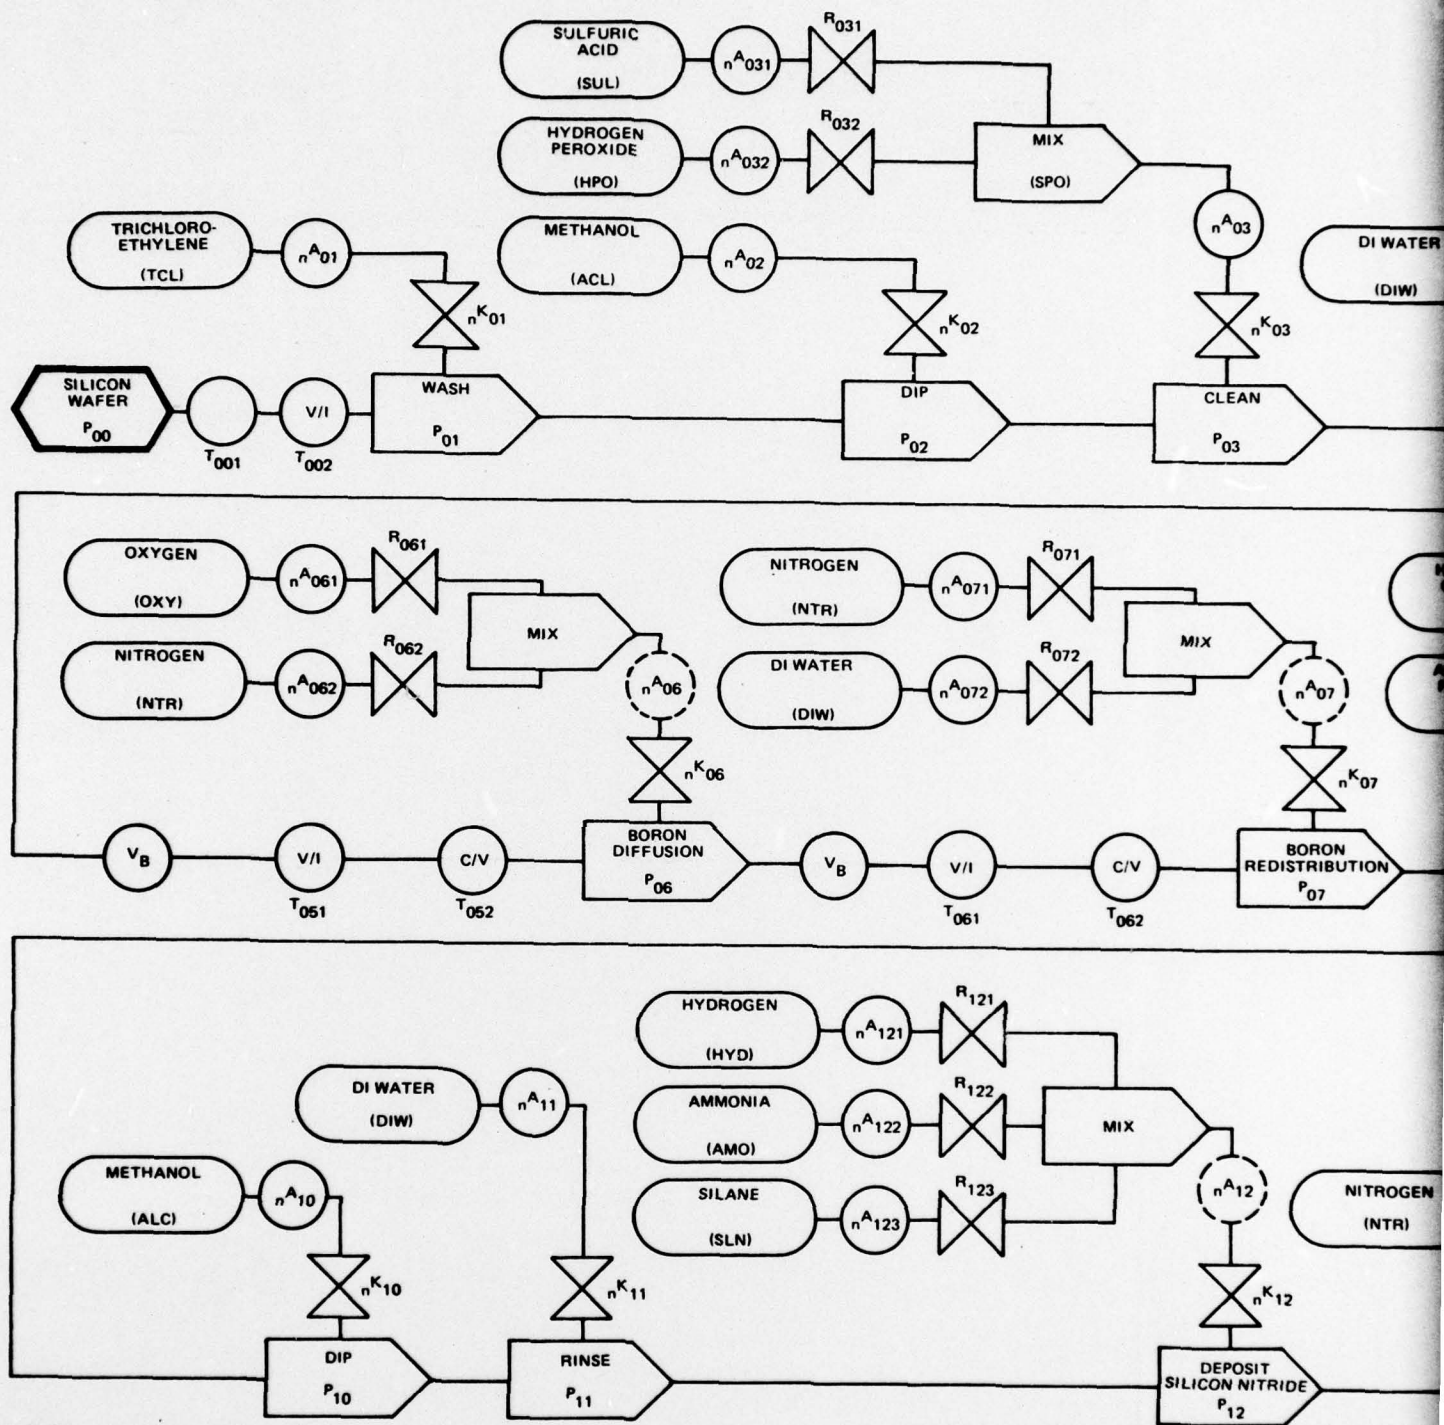 R031
SULFURIC
ACID
(SUL)
nA031
R032
HYDROGEN
PEROXIDE
(HPO)
nA032
MIX
(SPO)
TRICHLORO-
ETHYLENE
(TCL)
nA01
METHANOL
(ACL)
nA02
nA03
DI WATER
(DIW)
nK01
nK02
nK03
SILICON
WAFER
P00
T001
V/I
T002
WASH
P01
DIP
P02
CLEAN
P03
OXYGEN
(OXY)
nA061
R061
NITROGEN
(NTR)
nA062
R062
MIX
nA06
nK06
NITROGEN
(NTR)
nA071
R071
DI WATER
(DIW)
nA072
R072
MIX
nA07
nK07
VB
V/I
T051
C/V
T052
BORON
DIFFUSION
P06
VB
V/I
T061
C/V
T062
BORON
REDISTRIBUTION
P07
HYDROGEN
(HYD)
nA121
R121
AMMONIA
(AMO)
nA122
R122
SILANE
(SLN)
nA123
R123
MIX
nA12
nK12
NITROGEN
(NTR)
DI WATER
(DIW)
nA11
nK11
METHANOL
(ALC)
nA10
nK10
DIP
P10
RINSE
P11
DEPOSIT
SILICON NITRIDE
P12